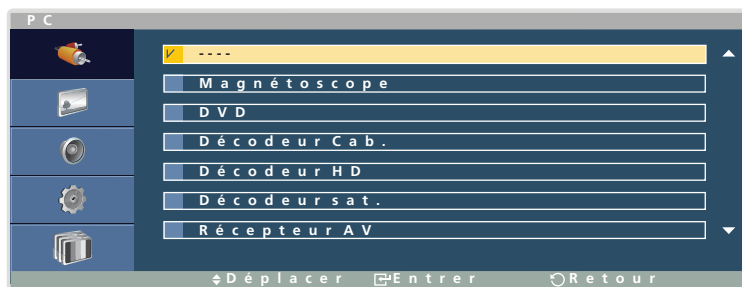 PC
----
Magnétoscope
DVD
Décodeur Cab.
Décodeur HD
Décodeur sat.
Récepteur AV
Déplacer Entrer Retour